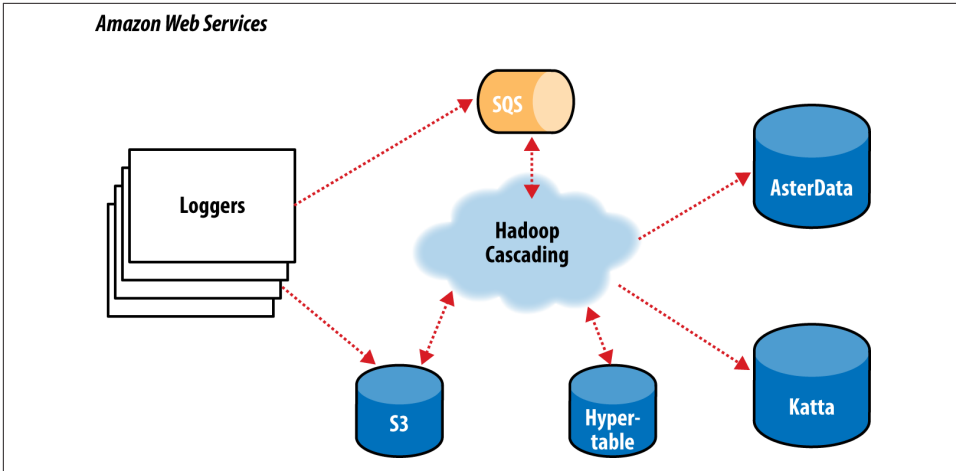 Amazon Web Services
SQS
Loggers
AsterData
Hadoop
Cascading
S3
Hyper-
table
Katta